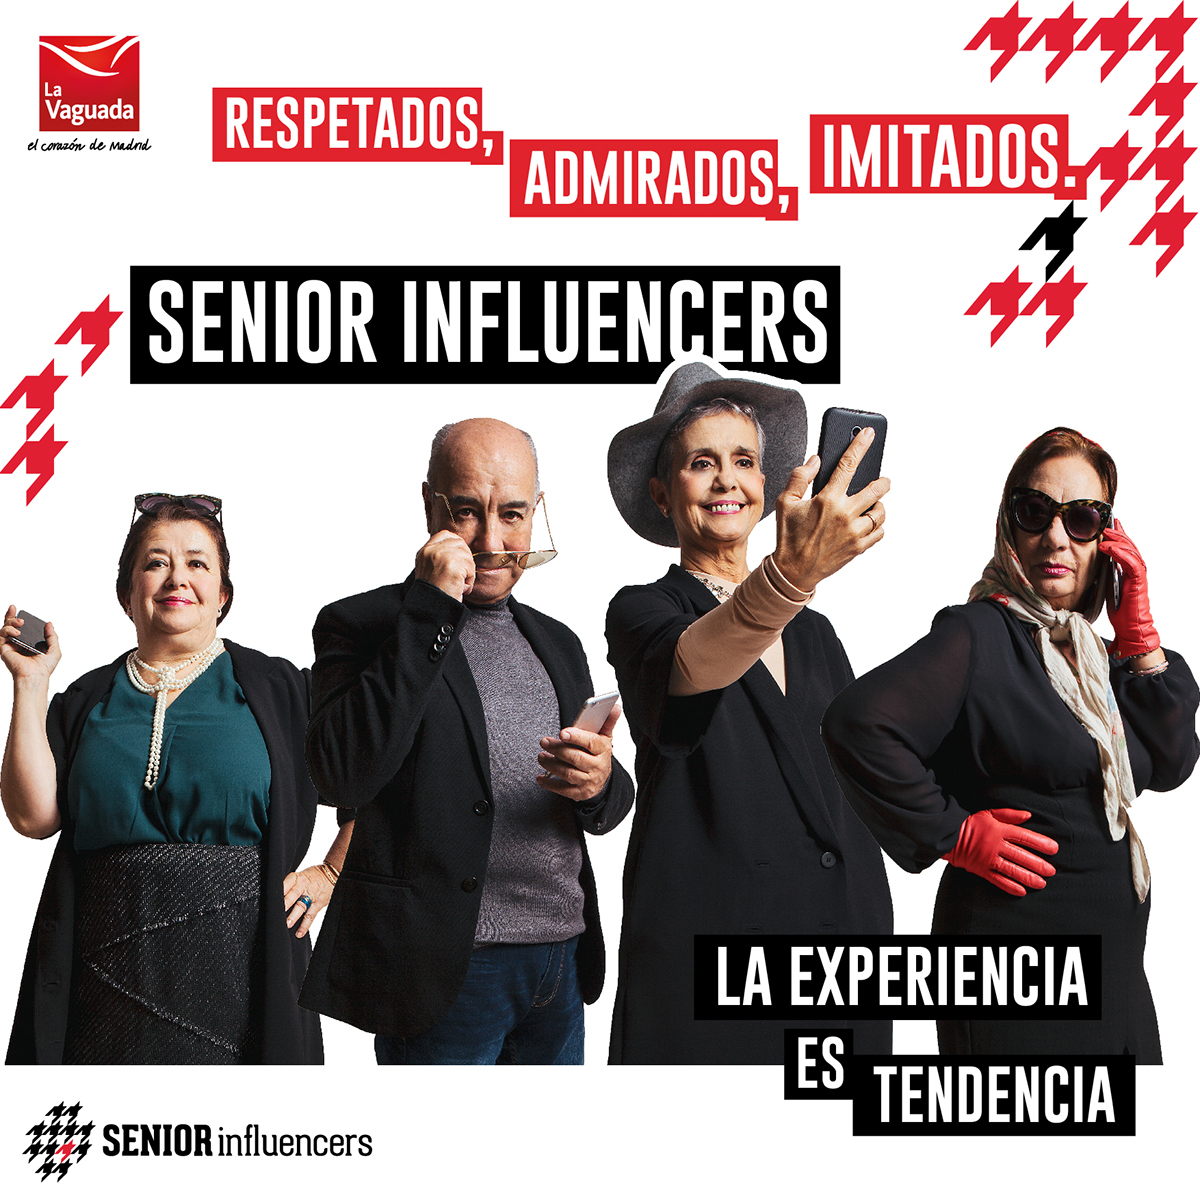 La
Vaguada
el corazón de Madrid
RESPETADOS,
ADMIRADOS,
IMITADOS.
SENIOR INFLUENCERS
LA EXPERIENCIA
ES
TENDENCIA
SENIOR influencers